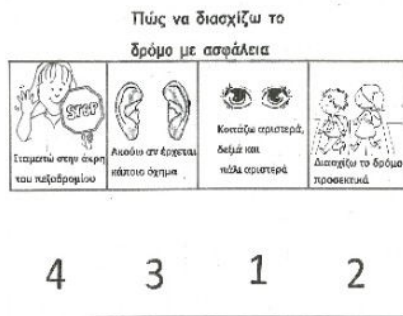 Πώς να διασχίζω το
δρόμο με ασφάλεια
STOP
Σταματώ στην άκρη
του πεζοδρομίου
Ακούω αν έρχεται
κάποιο όχημα
Κοιτάζω αριστερά,
δεξιά και
πάλι αριστερά
Διασχίζω το δρόμο
προσεκτικά
4 3 1 2